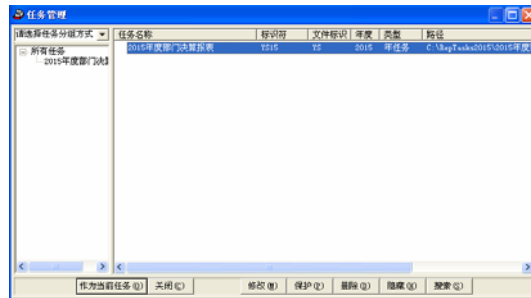 任务管理
请选择任务分组方式
任务名称 标识符 文件标识 年度 类型 路径
所有任务
2015年度部门决算
2015年度部门决算报表 YS15 YS 2015 年任务 C:\RepTasks2015\2015年度
作为当前任务(Q) 关闭(C) 修改(M) 保护(P) 删除(D) 隐藏(X) 搜索(S)